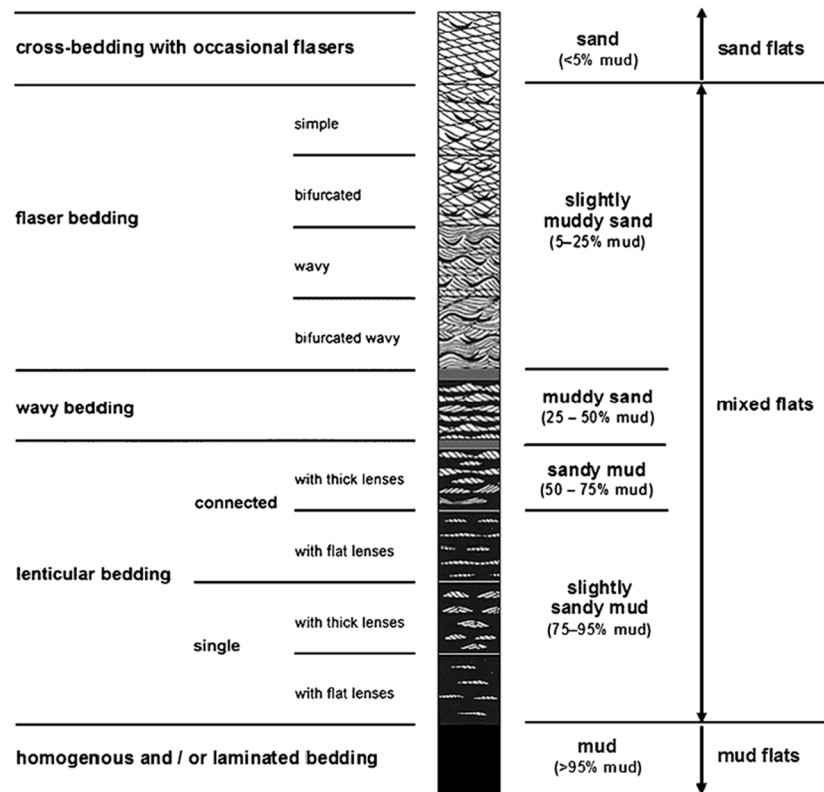 cross-bedding with occasional flasers
sand
(<5% mud)
sand flats
simple
bifurcated
flaser bedding
wavy
bifurcated wavy
slightly
muddy sand
(5–25% mud)
wavy bedding
muddy sand
(25 – 50% mud)
mixed flats
with thick lenses
connected
sandy mud
(50 – 75% mud)
with flat lenses
lenticular bedding
slightly
sandy mud
(75–95% mud)
with thick lenses
single
with flat lenses
homogenous and / or laminated bedding
mud
(>95% mud)
mud flats